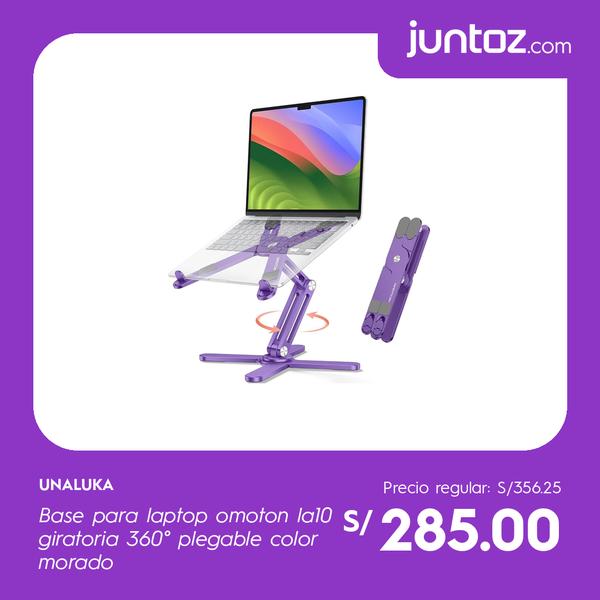 juntoz.com
UNALUKA
Base para laptop omoton la10
giratoria 360° plegable color
morado
Precio regular: S/356.25
S/ 285.00